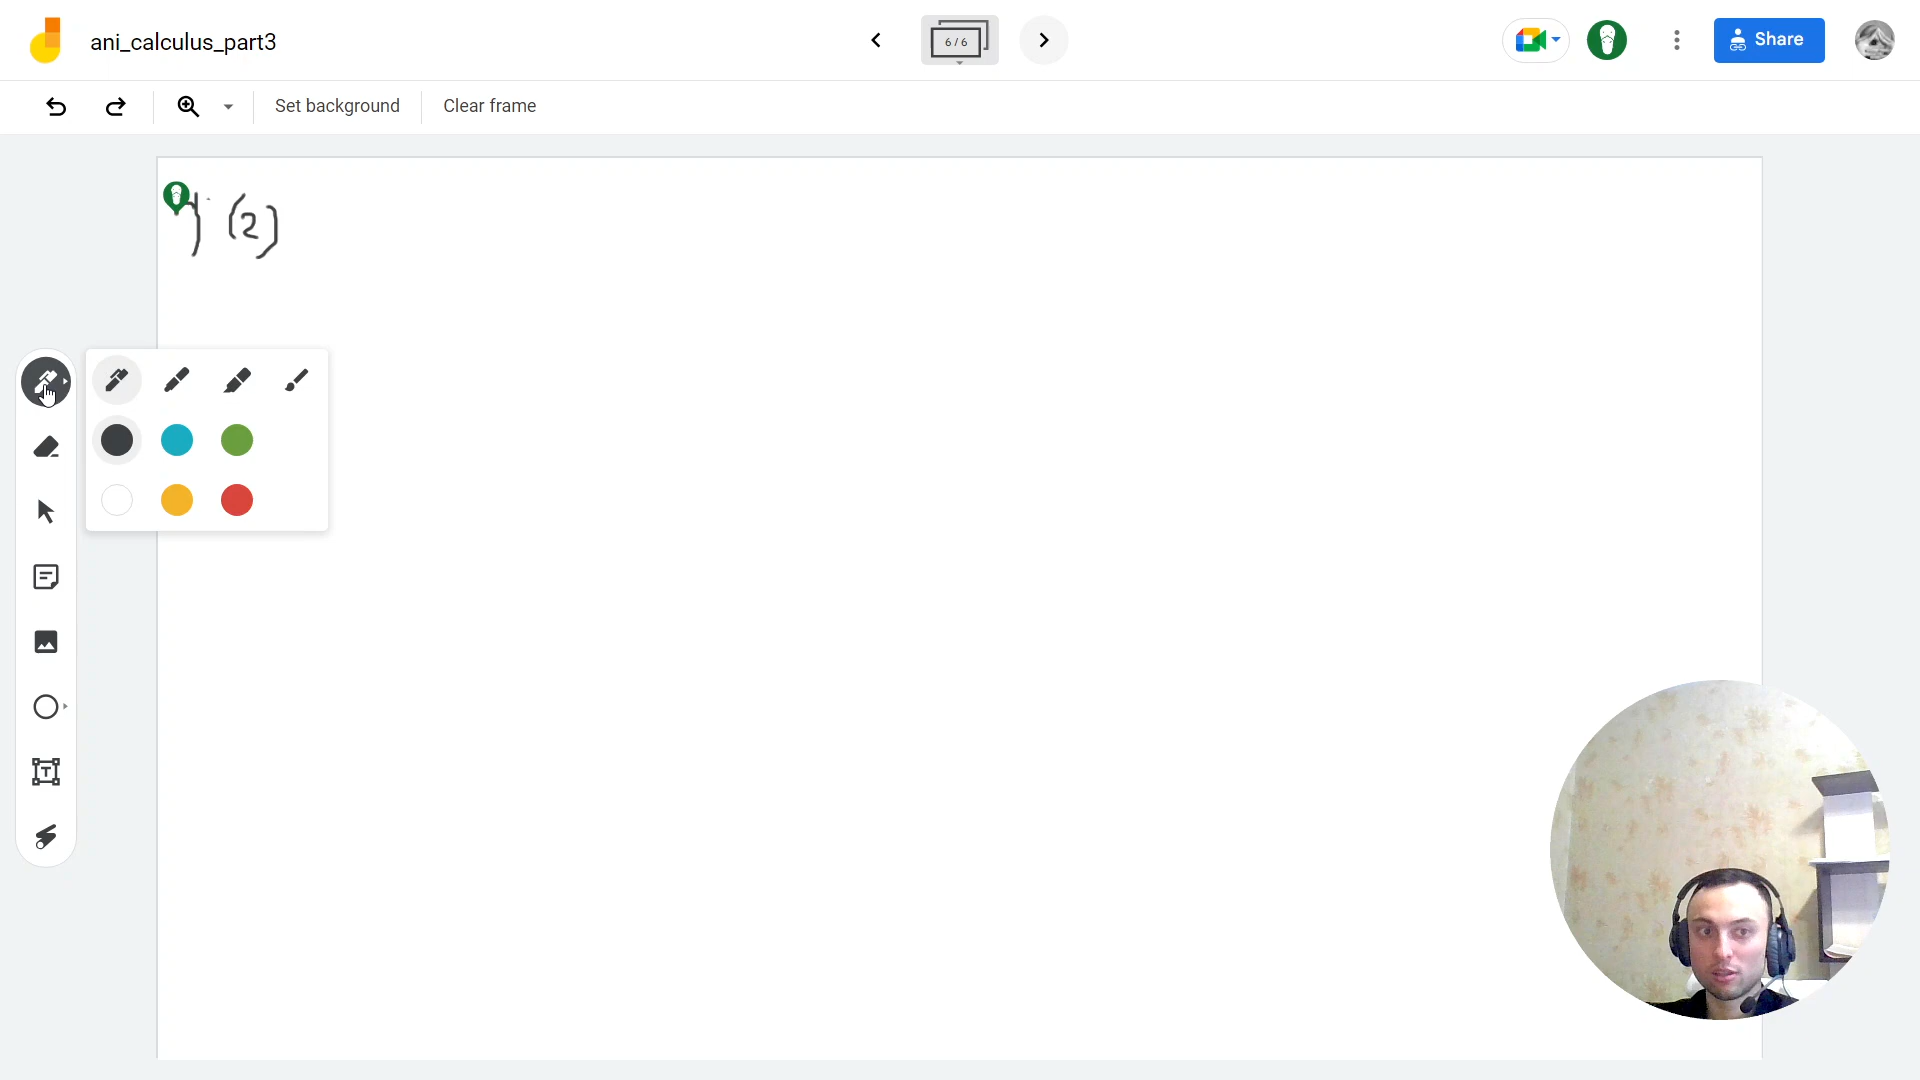 ani_calculus_part3
6 / 6
Share
Set background
Clear frame
(2)
T